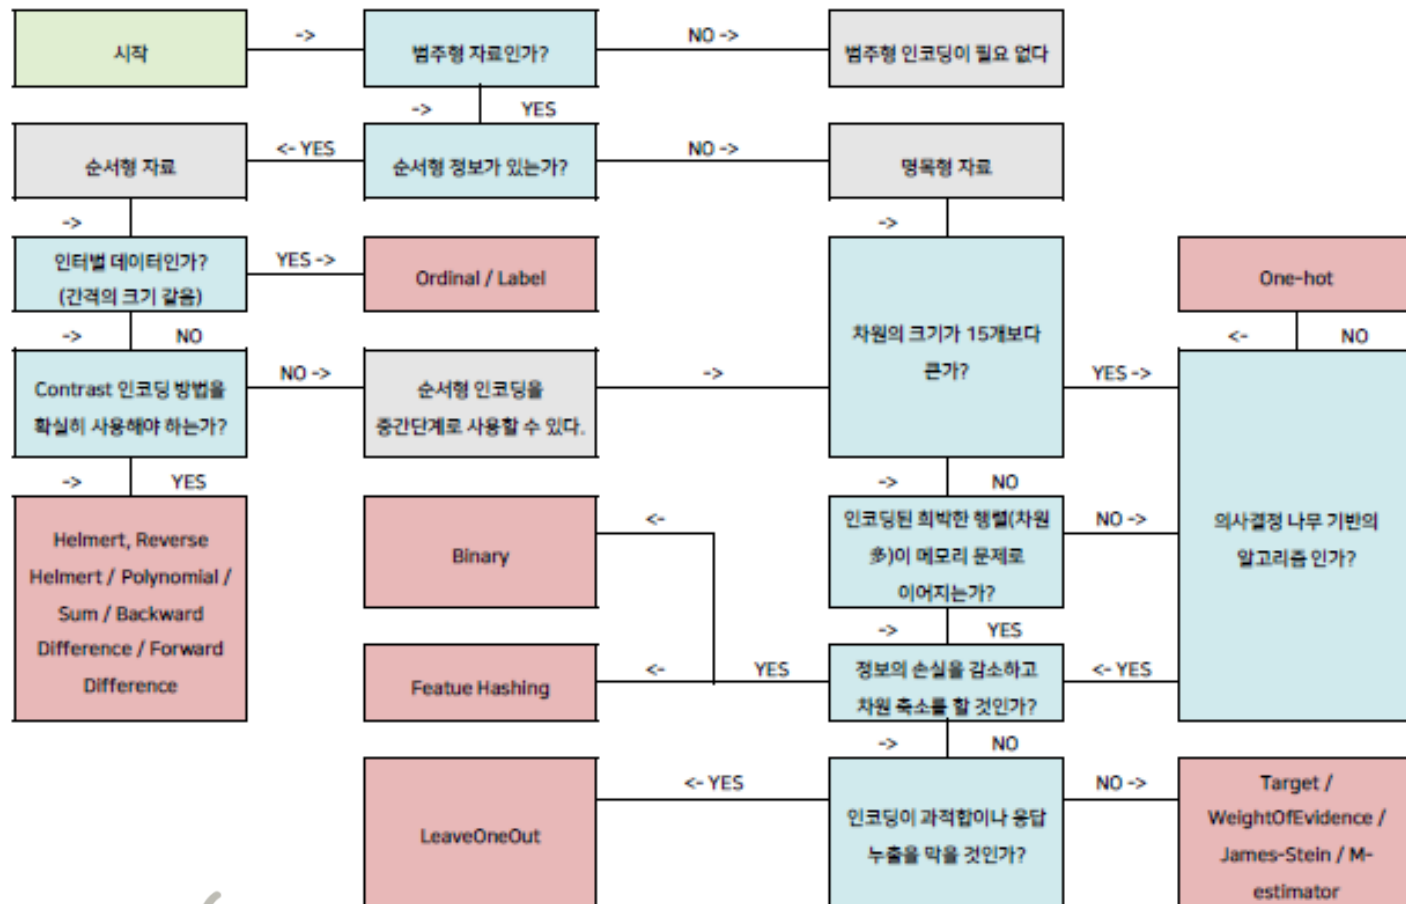 시작
->
범주형 자료인가?
NO ->
범주형 인코딩이 필요 없다
->
YES
순서형 자료
<- YES
순서형 정보가 있는가?
NO ->
명목형 자료
->
->
인터벌 데이터인가?
(간격의 크기 같음)
YES ->
Ordinal / Label
차원의 크기가 15개보다
큰가?
One-hot
->
NO
<-
NO
Contrast 인코딩 방법을
확실히 사용해야 하는가?
NO ->
순서형 인코딩을
중간단계로 사용할 수 있다.
->
YES ->
의사결정 나무 기반의
알고리즘 인가?
->
YES
->
NO
Helmert, Reverse
Helmert / Polynomial /
Sum / Backward
Difference / Forward
Difference
Binary
<-
인코딩된 희박한 행렬(차원
多)이 메모리 문제로
이어지는가?
NO ->
->
YES
Featue Hashing
<-
YES
정보의 손실을 감소하고
차원 축소를 할 것인가?
<- YES
->
NO
LeaveOneOut
<- YES
인코딩이 과적합이나 응답
누출을 막을 것인가?
NO ->
Target /
WeightOfEvidence /
James-Stein / M-
estimator